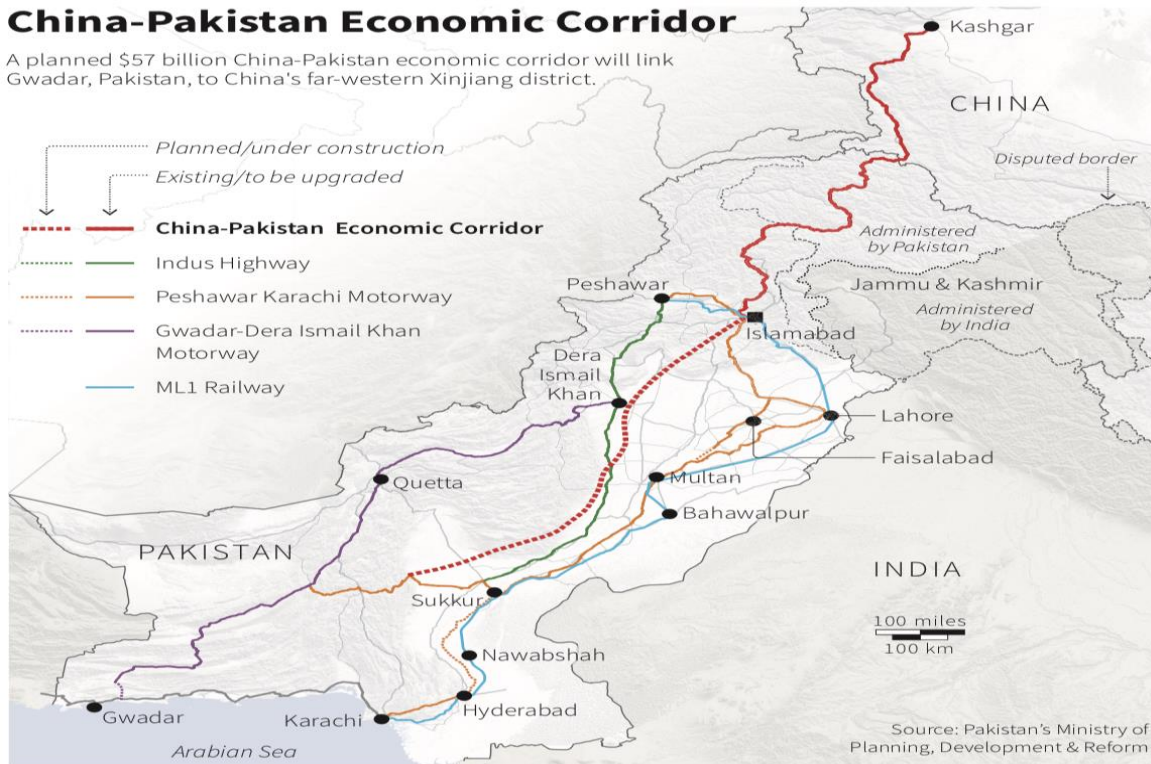 China-Pakistan Economic Corridor
A planned $57 billion China-Pakistan economic corridor will link
Gwadar, Pakistan, to China's far-western Xinjiang district.
Planned/under construction
Existing/to be upgraded
China-Pakistan Economic Corridor
Indus Highway
Peshawar Karachi Motorway
Gwadar-Dera Ismail Khan
Motorway
ML1 Railway
Kashgar
CHINA
Disputed border
Administered
by Pakistan
Jammu & Kashmir
Administered
by India
Peshawar
Islamabad
Dera
Ismail
Khan
Lahore
Faisalabad
Multan
Quetta
Bahawalpur
PAKISTAN
INDIA
Sukkur
100 miles
100 km
Nawabshah
Hyderabad
Gwadar
Karachi
Arabian Sea
Source: Pakistan's Ministry of
Planning, Development & Reform